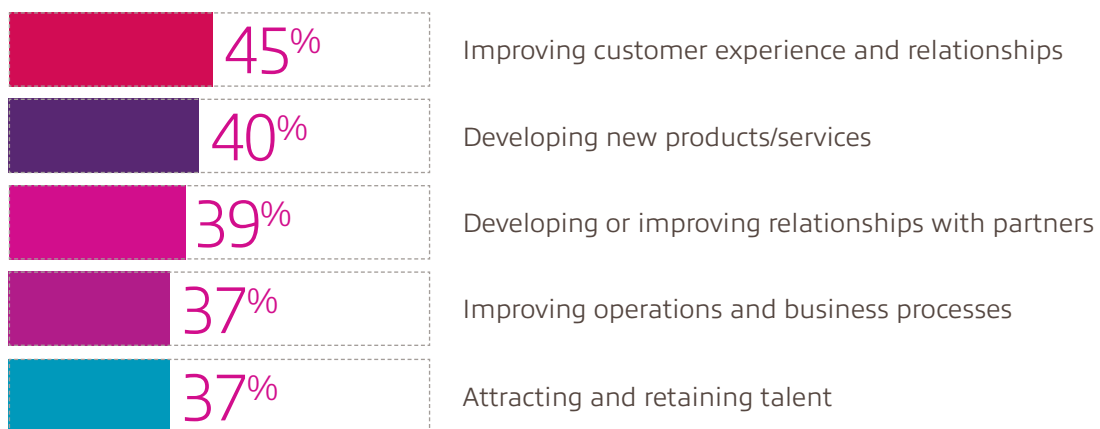 45% Improving customer experience and relationships
40% Developing new products/services
39% Developing or improving relationships with partners
37% Improving operations and business processes
37% Attracting and retaining talent